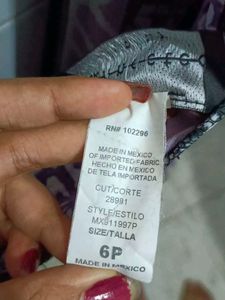 RN# 102296
MADE IN MEXICO
OF IMPORTED FABRIC
HECHO EN MEXICO
DE TELA IMPORTADA
CUT/CORTE
28991
STYLE/ESTILO
MX911997P
SIZE/TALLA
6P
MADE IN MEXICO